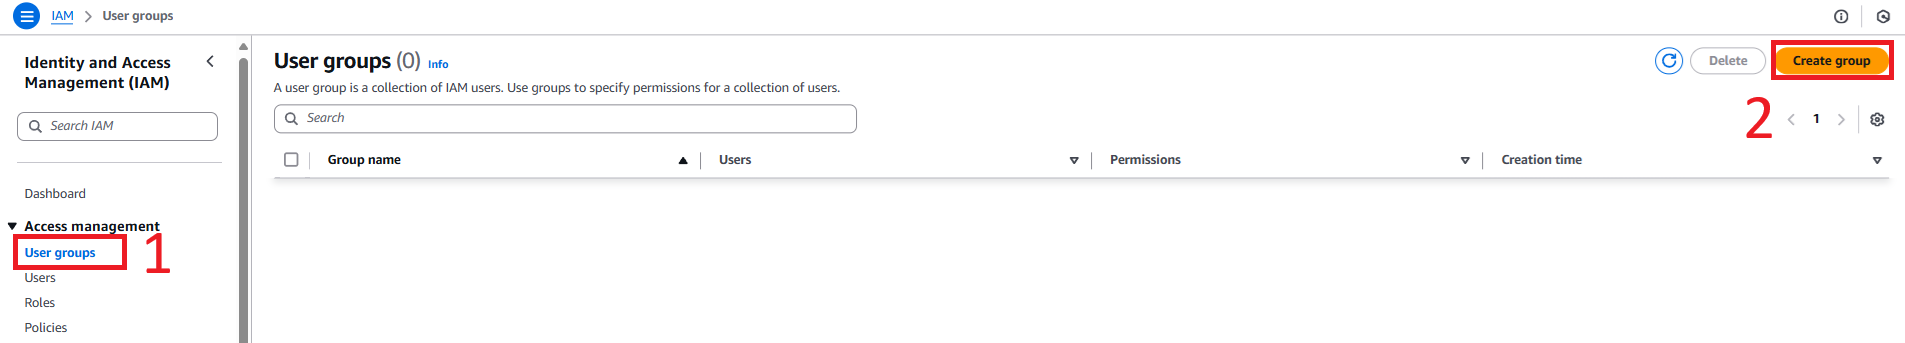 IAM > User groups
Identity and Access
Management (IAM)
Search IAM
Dashboard
Access management
User groups
1
Users
Roles
Policies
User groups (0) Info
Delete
Create group
A user group is a collection of IAM users. Use groups to specify permissions for a collection of users.
Search
2
1
Group name
Users
Permissions
Creation time